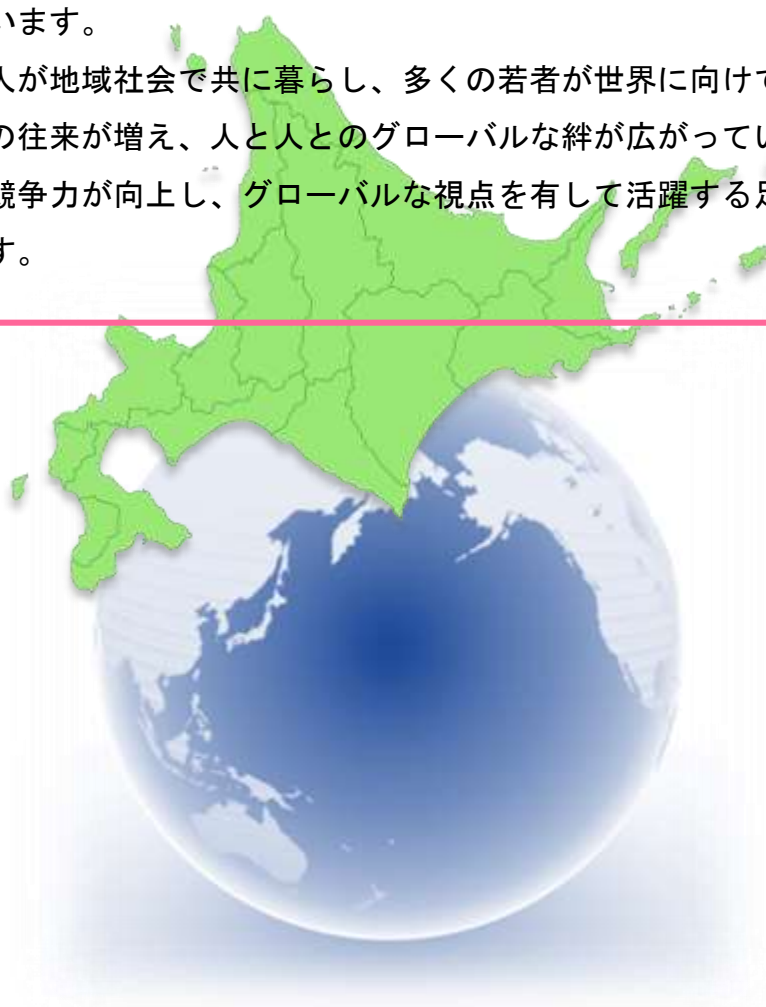 います。
人が地域社会で共に暮らし、多くの若者が世界に向けて
の往来が増え、人と人とのグローバルな絆が広がってい
競争力が向上し、グローバルな視点を有して活躍する足
す。